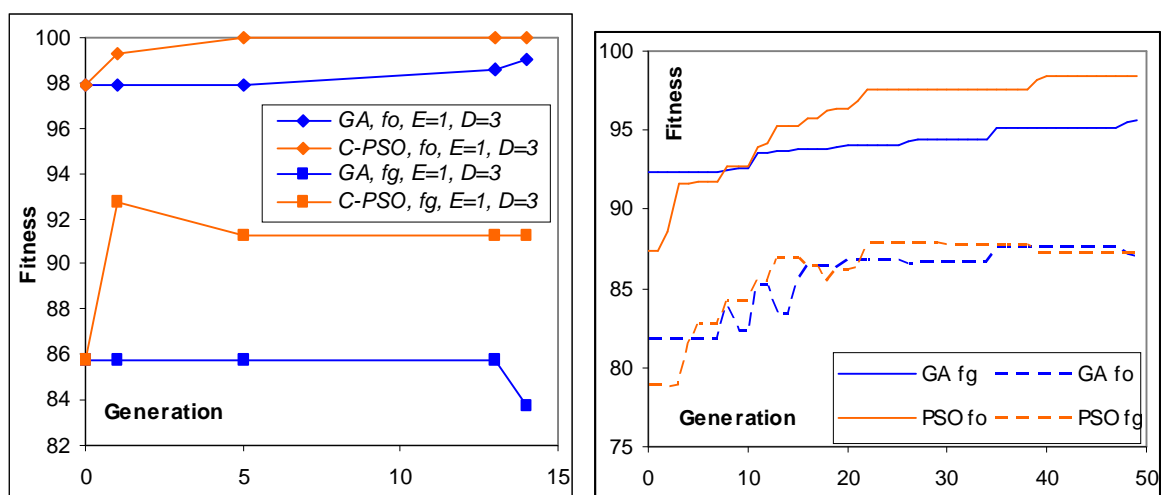 100
98
96
94
92
90
88
86
84
82
Fitness
GA, fo, E=1, D=3
C-PSO, fo, E=1, D=3
GA, fg, E=1, D=3
C-PSO, fg, E=1, D=3
Generation
0 5 10 15
100
95
90
85
80
75
Fitness
GA fg GA fo
PSO fo PSO fg
Generation
0 10 20 30 40 50